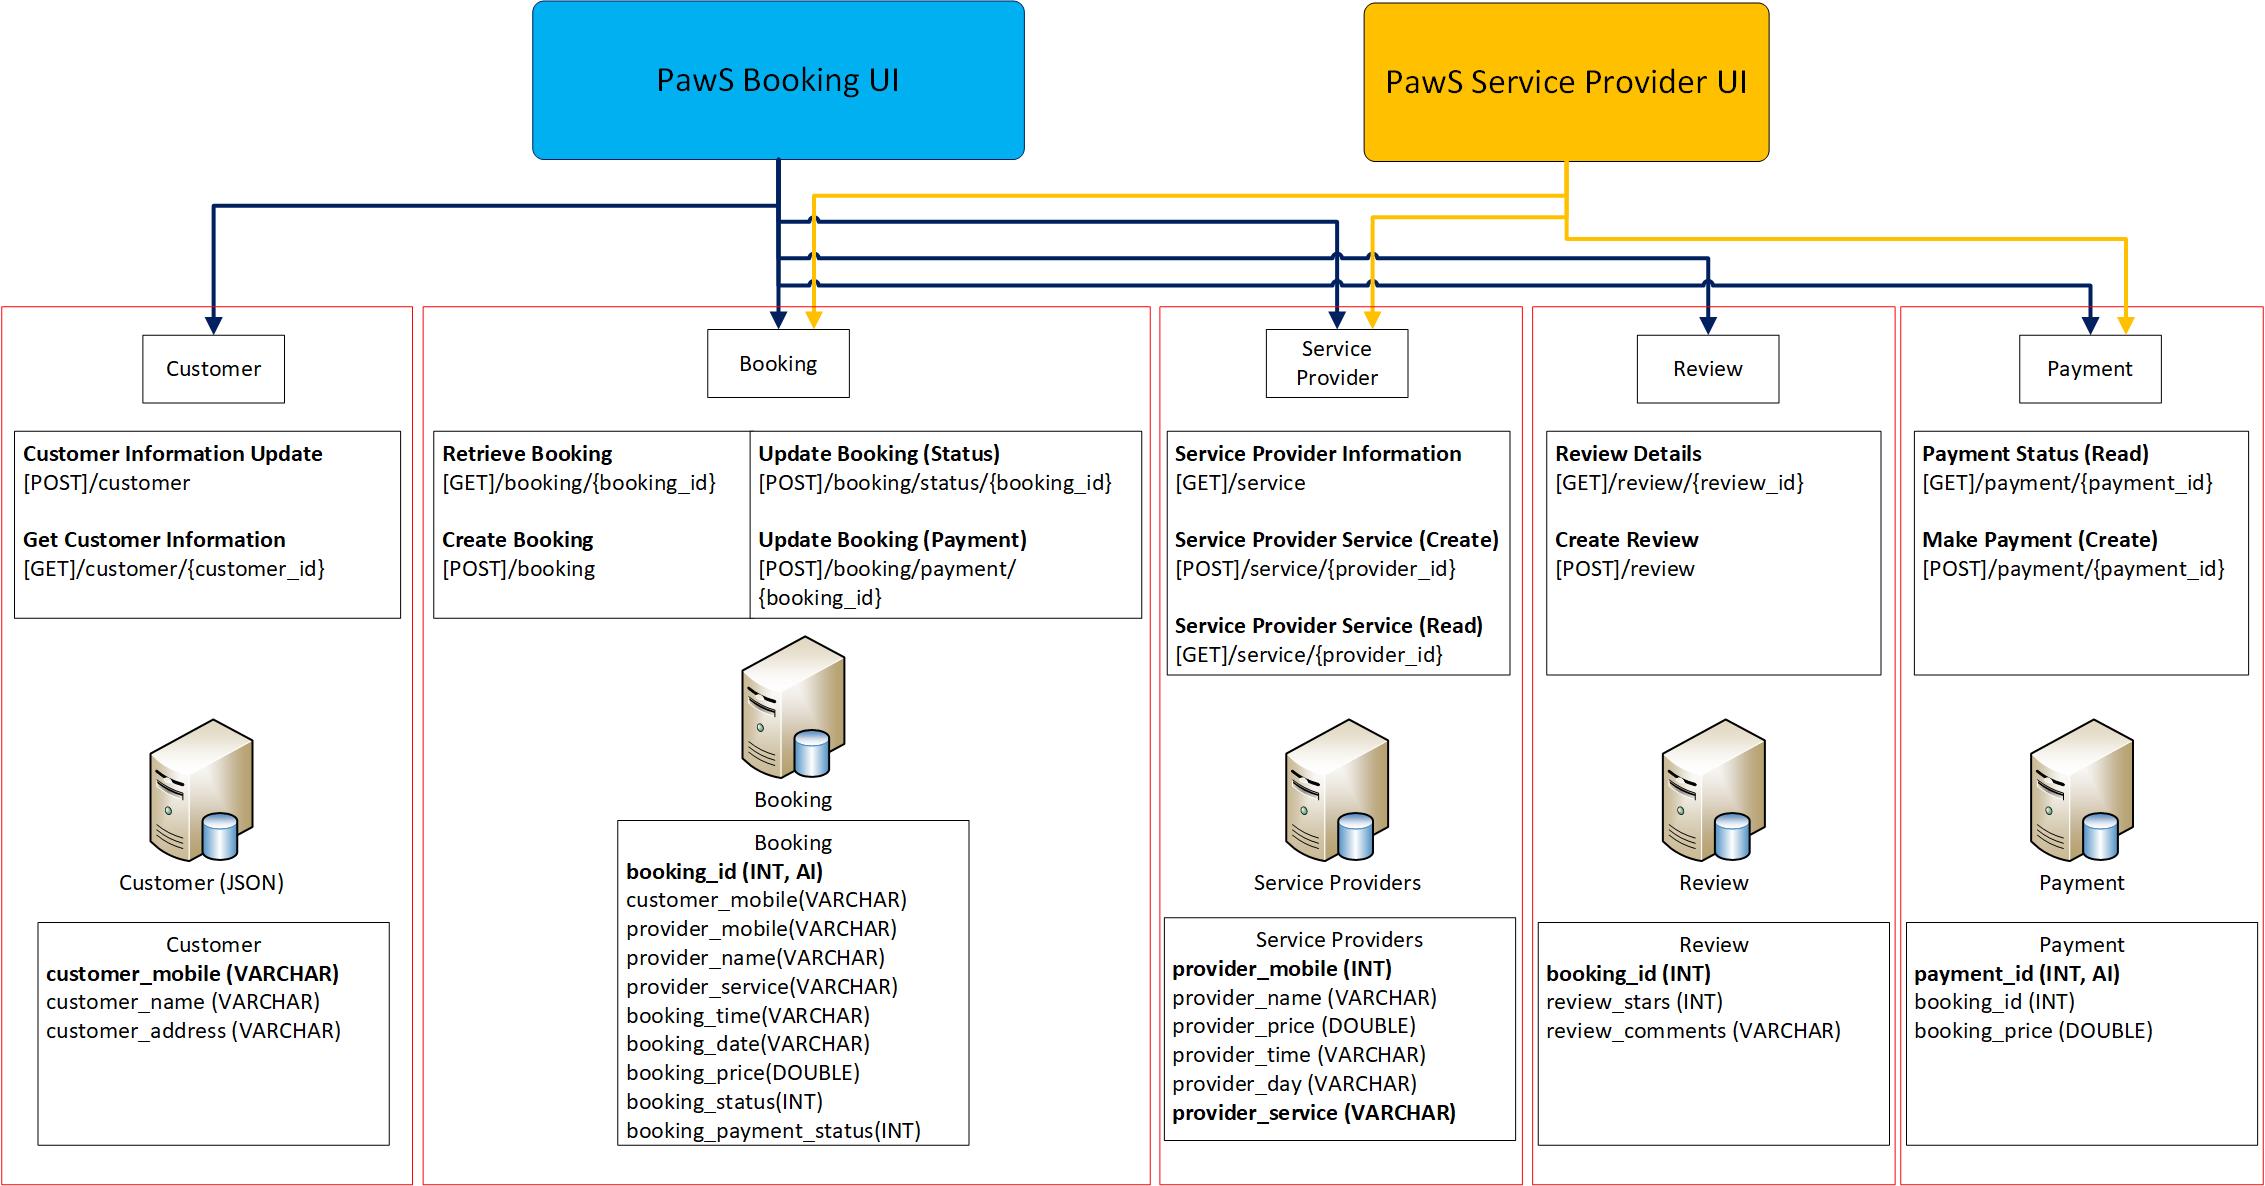 PawS Booking UI
PawS Service Provider UI
Customer
Customer Information Update
[POST]/customer
Get Customer Information
[GET]/customer/{customer_id}
Customer (JSON)
Customer
customer_mobile (VARCHAR)
customer_name (VARCHAR)
customer_address (VARCHAR)
Booking
Retrieve Booking
[GET]/booking/{booking_id}
Create Booking
[POST]/booking
Update Booking (Status)
[POST]/booking/status/{booking_id}
Update Booking (Payment)
[POST]/booking/payment/
{booking_id}
Booking
Booking
booking_id (INT, AI)
customer_mobile(VARCHAR)
provider_mobile(VARCHAR)
provider_name(VARCHAR)
provider_service(VARCHAR)
booking_time(VARCHAR)
booking_date(VARCHAR)
booking_price(DOUBLE)
booking_status(INT)
booking_payment_status(INT)
Service
Provider
Service Provider Information
[GET]/service
Service Provider Service (Create)
[POST]/service/{provider_id}
Service Provider Service (Read)
[GET]/service/{provider_id}
Service Providers
Service Providers
provider_mobile (INT)
provider_name (VARCHAR)
provider_price (DOUBLE)
provider_time (VARCHAR)
provider_day (VARCHAR)
provider_service (VARCHAR)
Review
Review Details
[GET]/review/{review_id}
Create Review
[POST]/review
Review
Review
booking_id (INT)
review_stars (INT)
review_comments (VARCHAR)
Payment
Payment Status (Read)
[GET]/payment/{payment_id}
Make Payment (Create)
[POST]/payment/{payment_id}
Payment
Payment
payment_id (INT, AI)
booking_id (INT)
booking_price (DOUBLE)